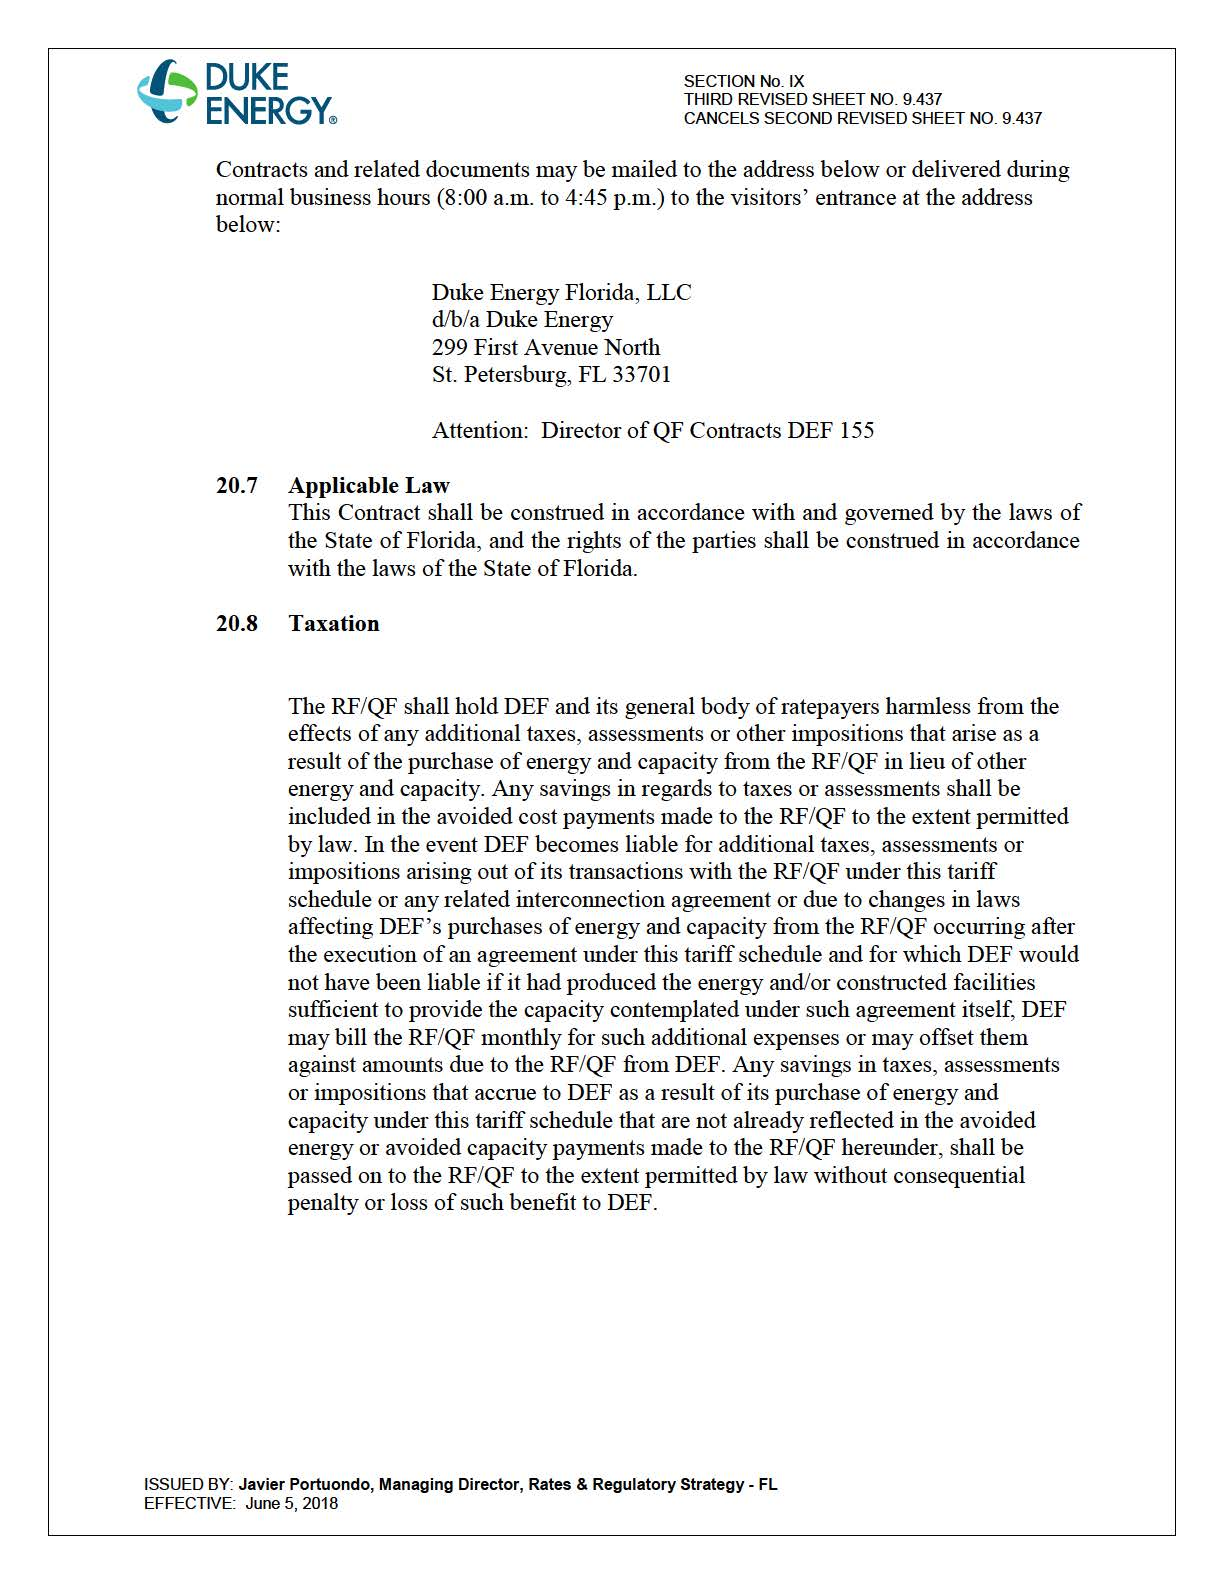 DUKE
ENERGY®
SECTION No. IX
THIRD REVISED SHEET NO. 9.437
CANCELS SECOND REVISED SHEET NO. 9.437
Contracts and related documents may be mailed to the address below or delivered during
normal business hours (8:00 a.m. to 4:45 p.m.) to the visitors’ entrance at the address
below:
Duke Energy Florida, LLC
d/b/a Duke Energy
299 First Avenue North
St. Petersburg, FL 33701
Attention:  Director of QF Contracts DEF 155
20.7 Applicable Law
This Contract shall be construed in accordance with and governed by the laws of
the State of Florida, and the rights of the parties shall be construed in accordance
with the laws of the State of Florida.
20.8 Taxation
The RF/QF shall hold DEF and its general body of ratepayers harmless from the
effects of any additional taxes, assessments or other impositions that arise as a
result of the purchase of energy and capacity from the RF/QF in lieu of other
energy and capacity. Any savings in regards to taxes or assessments shall be
included in the avoided cost payments made to the RF/QF to the extent permitted
by law. In the event DEF becomes liable for additional taxes, assessments or
impositions arising out of its transactions with the RF/QF under this tariff
schedule or any related interconnection agreement or due to changes in laws
affecting DEF’s purchases of energy and capacity from the RF/QF occurring after
the execution of an agreement under this tariff schedule and for which DEF would
not have been liable if it had produced the energy and/or constructed facilities
sufficient to provide the capacity contemplated under such agreement itself, DEF
may bill the RF/QF monthly for such additional expenses or may offset them
against amounts due to the RF/QF from DEF. Any savings in taxes, assessments
or impositions that accrue to DEF as a result of its purchase of energy and
capacity under this tariff schedule that are not already reflected in the avoided
energy or avoided capacity payments made to the RF/QF hereunder, shall be
passed on to the RF/QF to the extent permitted by law without consequential
penalty or loss of such benefit to DEF.
ISSUED BY: Javier Portuondo, Managing Director, Rates & Regulatory Strategy - FL
EFFECTIVE:  June 5, 2018